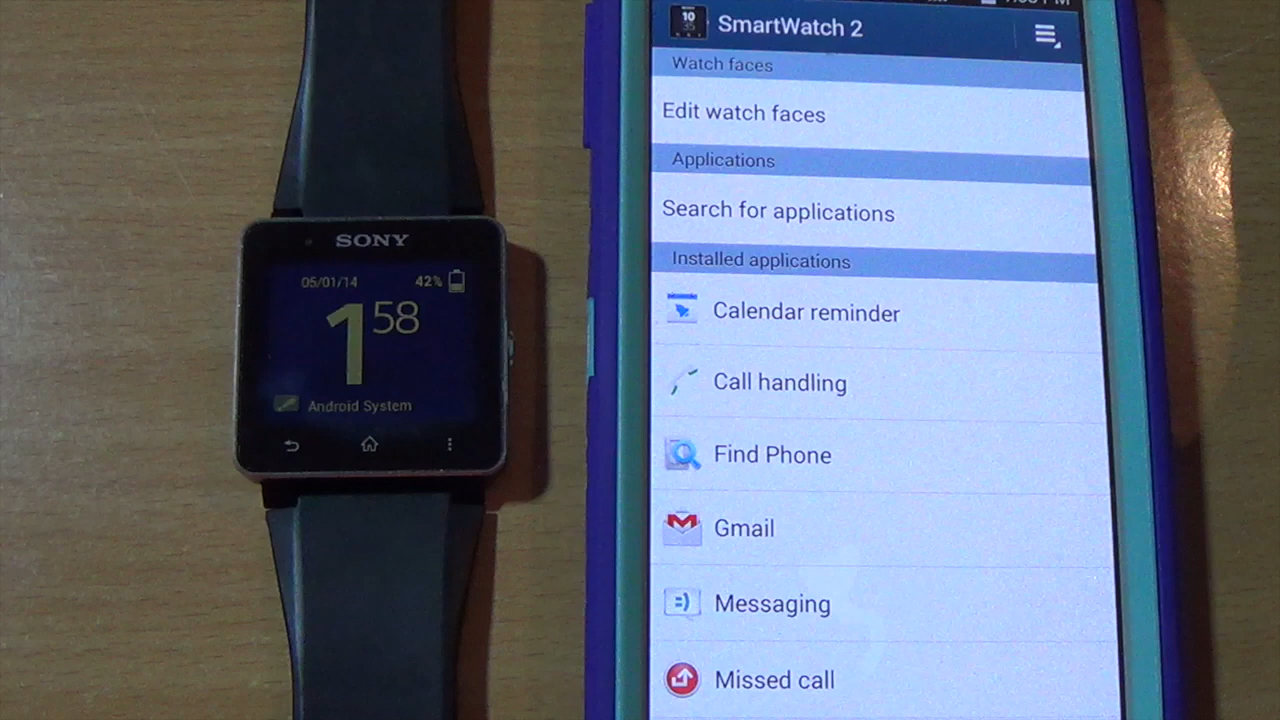 SONY
05/01/14 42%
1 58
Android System
10
35
SmartWatch 2
Watch faces
Edit watch faces
Applications
Search for applications
Installed applications
Calendar reminder
Call handling
Find Phone
Gmail
Messaging
Missed call